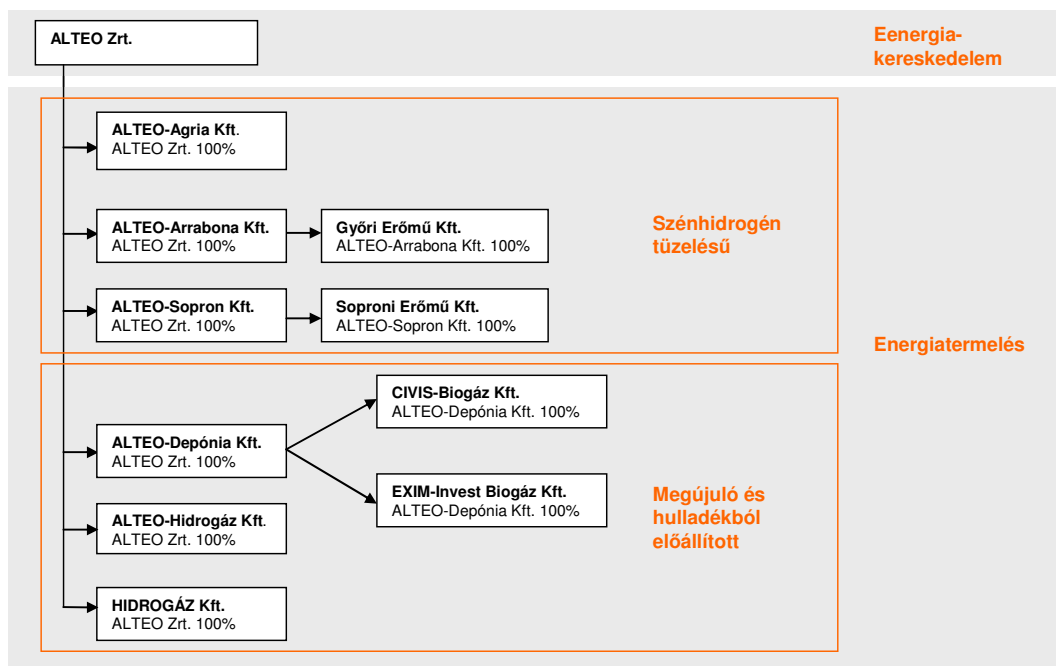 ALTEO Zrt.
Eenergia-
kereskedelem
ALTEO-Agria Kft.
ALTEO Zrt. 100%
ALTEO-Arrabona Kft.
ALTEO Zrt. 100%
Győri Erőmű Kft.
ALTEO-Arrabona Kft. 100%
Szénhidrogén
tüzelésű
ALTEO-Sopron Kft.
ALTEO Zrt. 100%
Soproni Erőmű Kft.
ALTEO-Sopron Kft. 100%
Energiatermelés
CIVIS-Biogáz Kft.
ALTEO-Depónia Kft. 100%
ALTEO-Depónia Kft.
ALTEO Zrt. 100%
EXIM-Invest Biogáz Kft.
ALTEO-Depónia Kft. 100%
Megújuló és
hulladékból
előállított
ALTEO-Hidrogáz Kft.
ALTEO Zrt. 100%
HIDROGÁZ Kft.
ALTEO Zrt. 100%